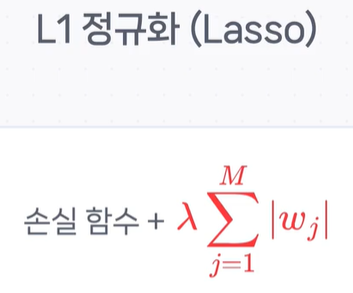 L1 정규화 (Lasso)
손실 함수 + λ∑_{j=1}^{M} |w_j|